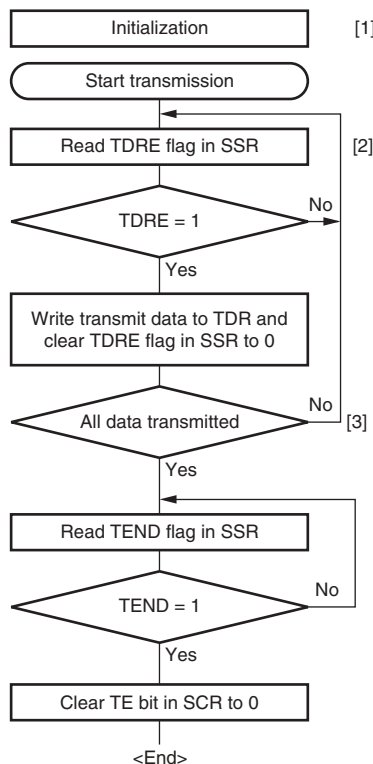 Initialization
[1]
Start transmission
Read TDRE flag in SSR
[2]
TDRE = 1
No
Yes
Write transmit data to TDR and
clear TDRE flag in SSR to 0
All data transmitted
No
[3]
Yes
Read TEND flag in SSR
TEND = 1
No
Yes
Clear TE bit in SCR to 0
<End>